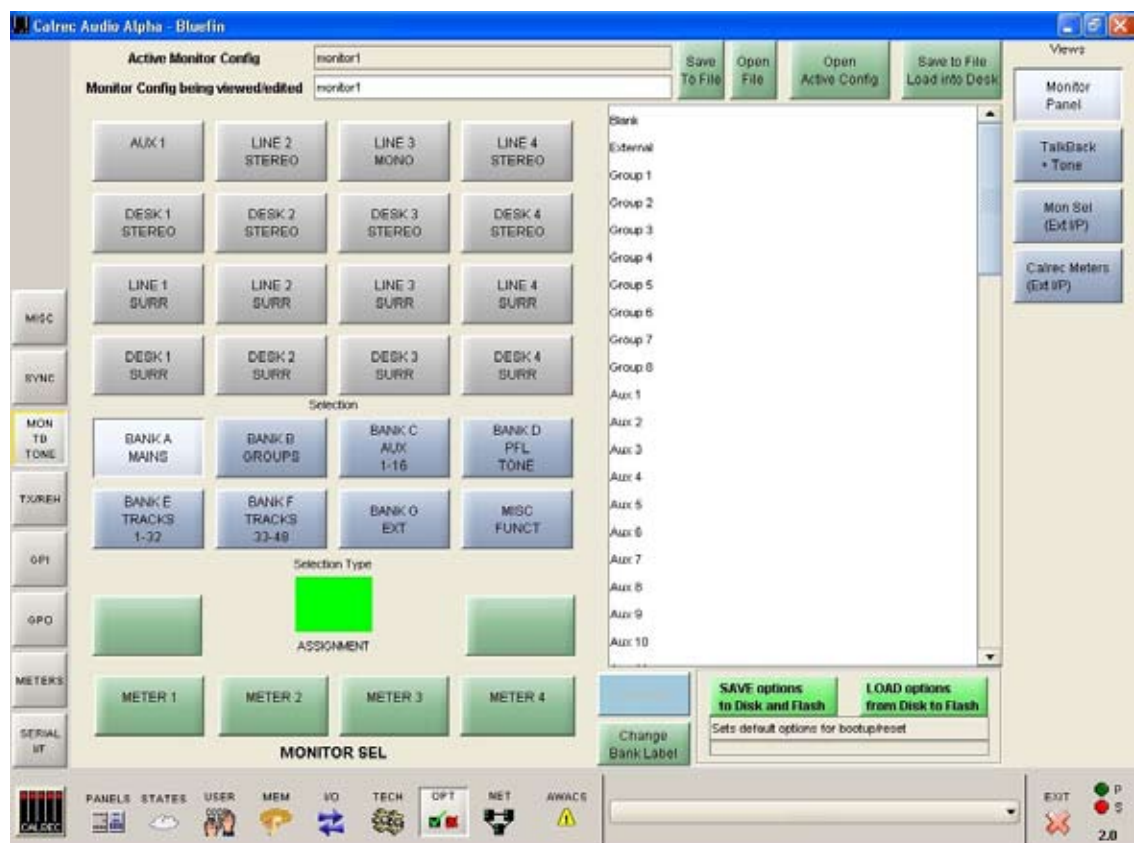 Calrec Audio Alpha - Bluefin
Active Monitor Config
monitor1
Monitor Config being viewed/edited
monitor1
Save To File
Open File
Open Active Config
Save to File Load into Desk
Views
Monitor Panel
TalkBack + Tone
Mon Sel (Ext I/P)
Calrec Meters (Ext I/P)
AUX 1
LINE 2 STEREO
LINE 3 MONO
LINE 4 STEREO
DESK 1 STEREO
DESK 2 STEREO
DESK 3 STEREO
DESK 4 STEREO
LINE 1 SURR
LINE 2 SURR
LINE 3 SURR
LINE 4 SURR
DESK 1 SURR
DESK 2 SURR
DESK 3 SURR
DESK 4 SURR
Selection
BANK A MAINS
BANK B GROUPS
BANK C AUX 1-16
BANK D PFL TONE
BANK E TRACKS 1-32
BANK F TRACKS 33-48
BANK G EXT
MISC FUNCT
Selection Type
ASSIGNMENT
METER 1
METER 2
METER 3
METER 4
MONITOR SEL
MISC
SYNC
MON TB TONE
TX/REH
GPI
GPO
METERS
SERIAL I/F
Blank
External
Group 1
Group 2
Group 3
Group 4
Group 5
Group 6
Group 7
Group 8
Aux 1
Aux 2
Aux 3
Aux 4
Aux 5
Aux 6
Aux 7
Aux 8
Aux 9
Aux 10
Change Bank Label
SAVE options to Disk and Flash
LOAD options from Disk to Flash
Sets default options for bootup/reset
CALREC
PANELS
STATES
USER
MEM
I/O
TECH
OPT
NET
AWACS
EXIT
P
S
2.0